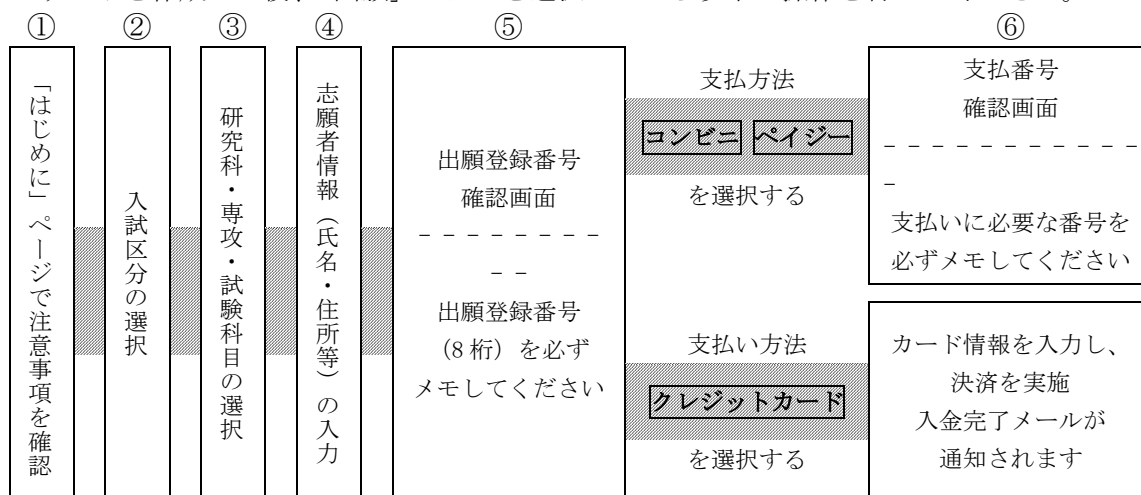 ①
②
③
④
⑤
⑥
「はじめに」ページで注意事項を確認
入試区分の選択
研究科・専攻・試験科目の選択
志願者情報（氏名・住所等）の入力
出願登録番号
確認画面
－－－－－－－－
－－
出願登録番号
（8 桁）を必ず
メモしてください
支払方法
コンビニ ペイジー
を選択する
支払い方法
クレジットカード
を選択する
支払番号
確認画面
－－－－－－－－－－－
－
支払いに必要な番号を
必ずメモしてください
カード情報を入力し、
決済を実施
入金完了メールが
通知されます